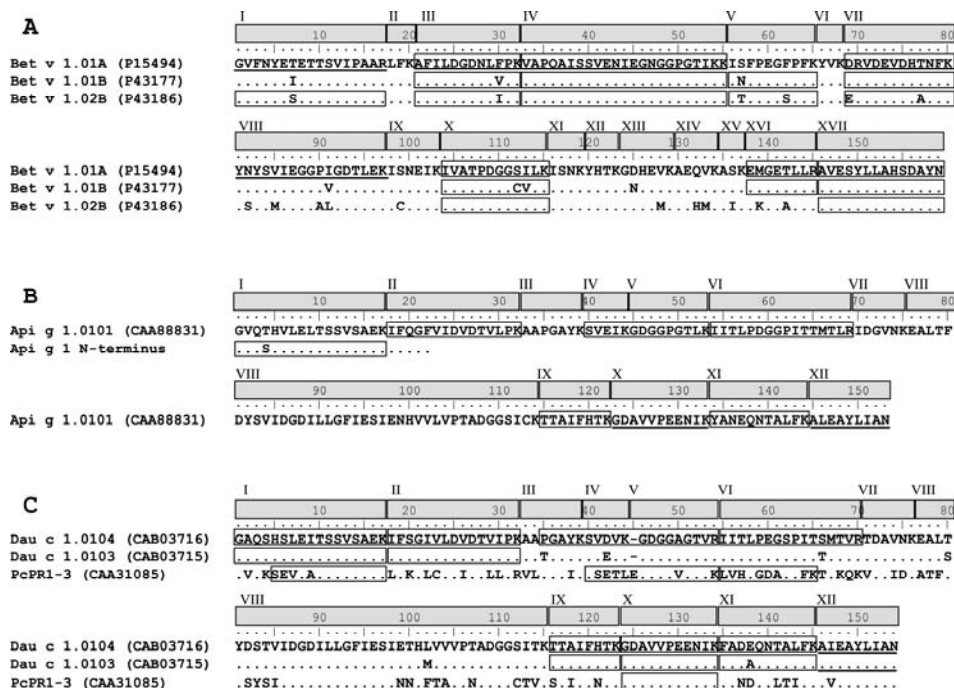 A
I II III IV V VI VII
10 20 30 40 50 60 70 80
Bet v 1.01A (P15494) GVFNYETETTSVIPAARLFKAFILDGDNLFPKVAPQAISSVENIEGNGGPGTIKKISFPEGFPFKYVKDRVDEVDHTNFK
Bet v 1.01B (P43177) ......I.......................V..........................N.......................
Bet v 1.02B (P43186) ......S......................I..........................T....S......E.......A...
VIII IX X XI XII XIII XIV XV XVI XVII
90 100 110 120 130 140 150
Bet v 1.01A (P15494) YNYSVIEGGPIGDTLEKISNEIKIVATPDGGSILKISNKYHTKGDHEVKAEQVKASKEMGETLLRAVESYLLAHSDAYN
Bet v 1.01B (P43177) ..........V....................CV...........N..................................
Bet v 1.02B (P43186) .S..M....AL.......C............................M...HM..I..K..A................
B
I II III IV V VI VII VIII
10 20 30 40 50 60 70 80
Api g 1.0101 (CAA88831) GVQTHVLELTSSVSAEKIFQGFVIDVDTVLPKAAPGAYKSVEIKGDGGPGTLKIITLPDGGPITTMTLRIDGVNKEALTF
Api g 1 N-terminus ...S..................
VIII IX X XI XII
90 100 110 120 130 140 150
Api g 1.0101 (CAA88831) DYSVIDGDILLGFIESIENHVVLVPTADGGSICKTTAIFHTKGDAVVPEENIKYANEQNTALFKALEAYLIAN
C
I II III IV V VI VII VIII
10 20 30 40 50 60 70 80
Dau c 1.0104 (CAB03716) GAQSHSLEITSSVSAEKIFSGIVLDVDTVIPKAAPGAYKSVDVK-GDGGAGTVRIITLPEGSPITSMTVRTDAVNKEALT
Dau c 1.0103 (CAB03715) ..................................T......E..-....................T.............S
PcPR1-3 (CAA31085) .V.KSEVA.........L.K.LC...I..LL.RVL...I..SETLE....V..KLVH.GDA..FKT.KQKV..ID.ATF.
VIII IX X XI XII
90 100 110 120 130 140 150
Dau c 1.0104 (CAB03716) YDSTVIDGDILLGFIESIETHLVVVPTADGGSITKTTAIFHTKGDAVVPEENIKFADEQNTALFKAIEAYLIAN
Dau c 1.0103 (CAB03715) .....................M...................................A................
PcPR1-3 (CAA31085) .SYSI.............NN.FTA...N....CTV.S..I..N...............ND..LTI...V......